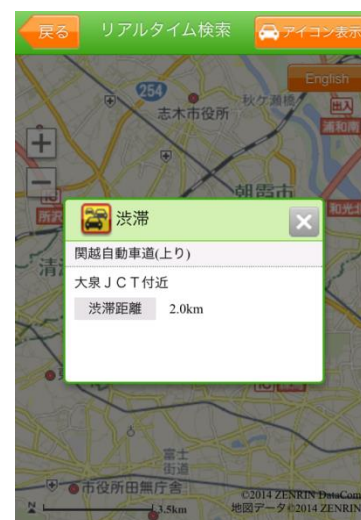 戻る
リアルタイム検索
アイコン表示
English
254
志木市役所
秋ケ瀬橋
出入
浦和南
朝霞市
所沢
和光北
渋滞
関越自動車道(上り)
大泉ＪＣＴ付近
渋滞距離 2.0km
富士
街道
市役所田無庁舎
3.5km
©2014 ZENRIN DataCom
地図データ©2014 ZENRIN